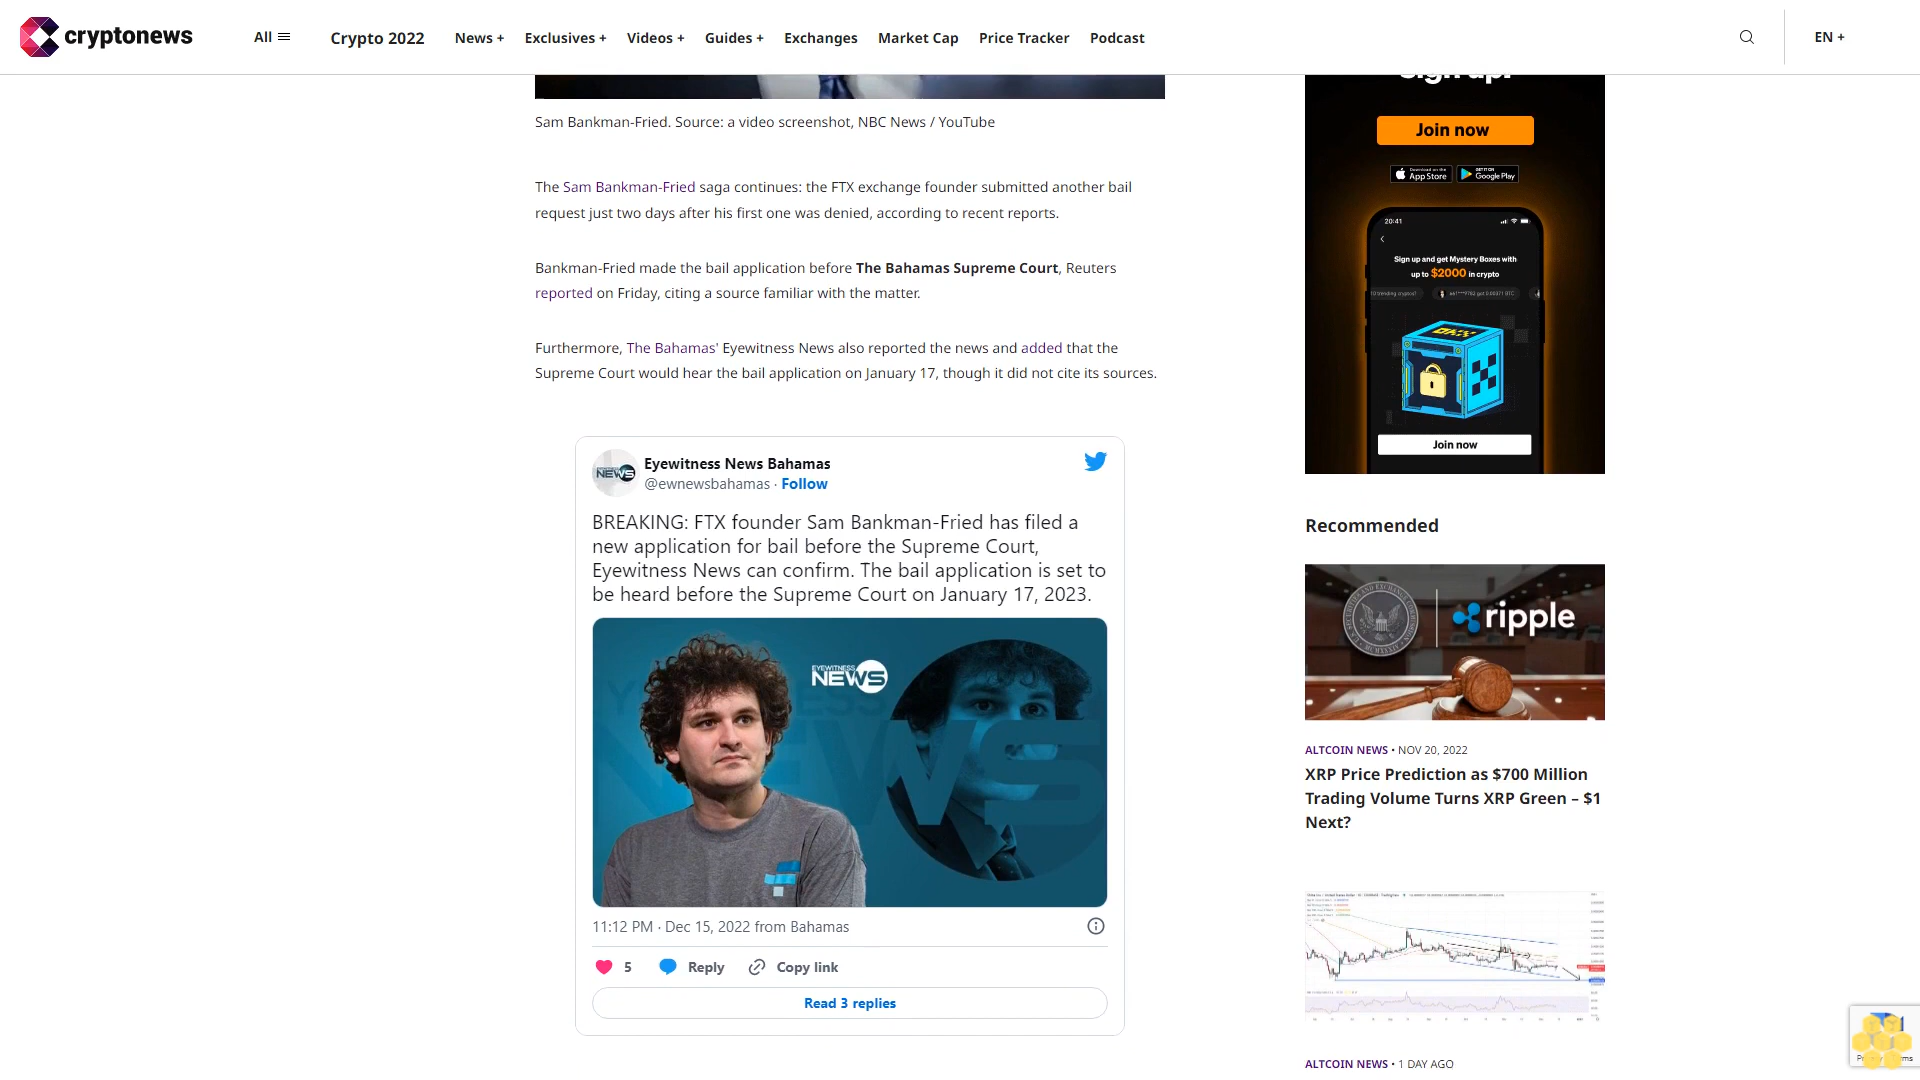 cryptonews
All
Crypto 2022
News +
Exclusives +
Videos +
Guides +
Exchanges
Market Cap
Price Tracker
Podcast
EN +
Sam Bankman-Fried. Source: a video screenshot, NBC News / YouTube
The Sam Bankman-Fried saga continues: the FTX exchange founder submitted another bail
request just two days after his first one was denied, according to recent reports.
Bankman-Fried made the bail application before The Bahamas Supreme Court, Reuters
reported on Friday, citing a source familiar with the matter.
Furthermore, The Bahamas' Eyewitness News also reported the news and added that the
Supreme Court would hear the bail application on January 17, though it did not cite its sources.
NEWS
Eyewitness News Bahamas
@ewnewsbahamas · Follow
BREAKING: FTX founder Sam Bankman-Fried has filed a
new application for bail before the Supreme Court,
Eyewitness News can confirm. The bail application is set to
be heard before the Supreme Court on January 17, 2023.
EYEWITNESS
NEWS
11:12 PM · Dec 15, 2022 from Bahamas
5 Reply Copy link
Read 3 replies
Sign up!
Join now
Download on the
App Store
GET IT ON
Google Play
20:41
Sign up and get Mystery Boxes with
up to $2000 in crypto
Join now
Recommended
ripple
ALTCOIN NEWS • NOV 20, 2022
XRP Price Prediction as $700 Million
Trading Volume Turns XRP Green – $1
Next?
ALTCOIN NEWS • 1 DAY AGO